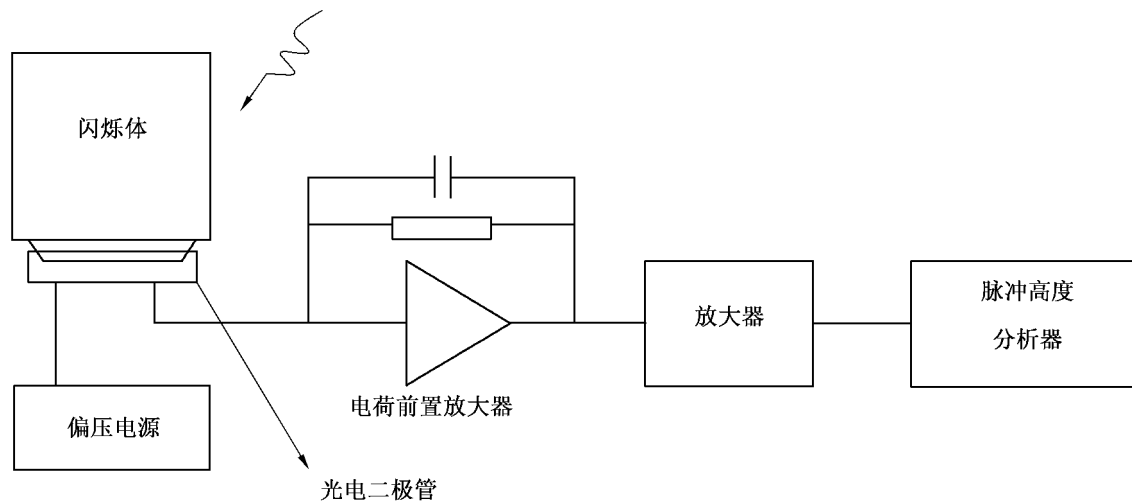 闪烁体
放大器
脉冲高度
分析器
电荷前置放大器
偏压电源
光电二极管